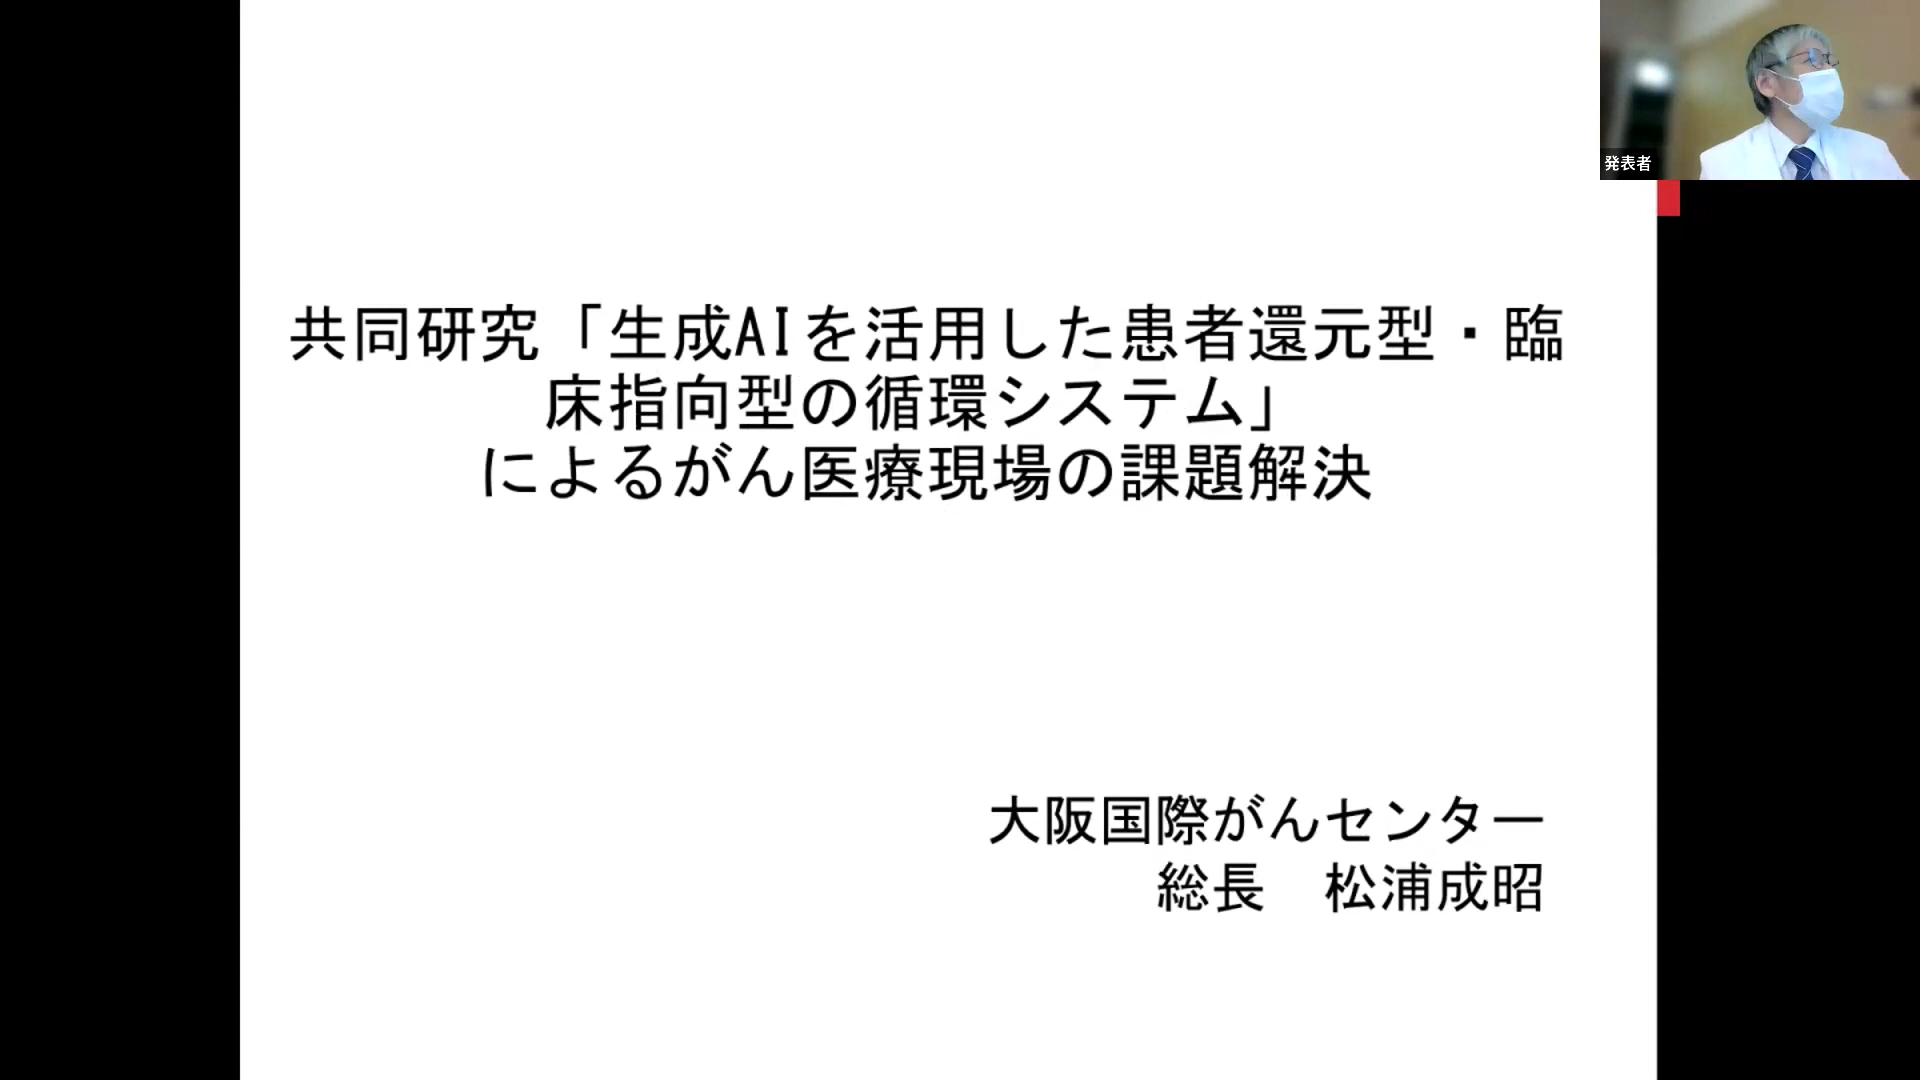 発表者
共同研究「生成AIを活用した患者還元型・臨
床指向型の循環システム」
によるがん医療現場の課題解決
大阪国際がんセンター
総長　松浦成昭